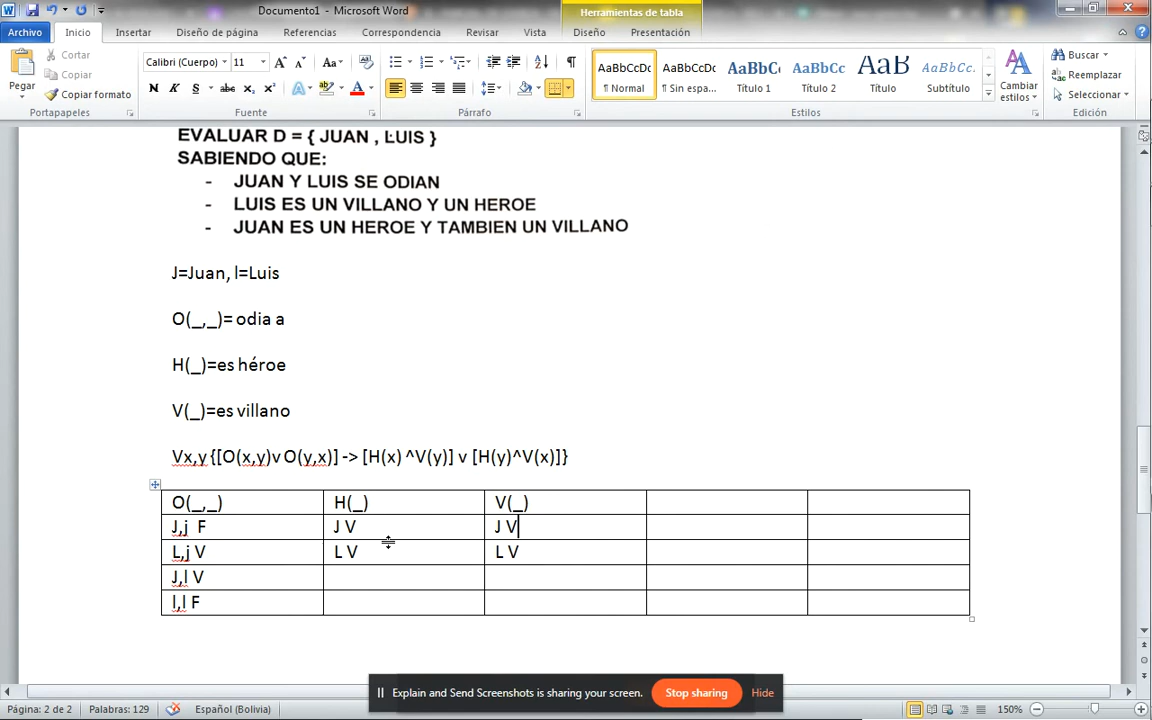 Documento1 - Microsoft Word
Herramientas de tabla
Archivo Inicio Insertar Diseño de página Referencias Correspondencia Revisar Vista Diseño Presentación
Pegar
Cortar
Copiar
Copiar formato
Portapapeles
Calibri (Cuerpo) 11
N K S abc x₂ x² A ab A
Fuente
Párrafo
AaBbCcDc AaBbCcDc AaBbCc AaBbCc AaB AaBbCc.
¶ Normal ¶ Sin espa... Título 1 Título 2 Título Subtítulo
Cambiar estilos
Estilos
Buscar
Reemplazar
Seleccionar
Edición
EVALUAR D = { JUAN , LUIS }
SABIENDO QUE:
- JUAN Y LUIS SE ODIAN
- LUIS ES UN VILLANO Y UN HEROE
- JUAN ES UN HEROE Y TAMBIEN UN VILLANO
J=Juan, l=Luis
O(_,_)= odia a
H(_)=es héroe
V(_)=es villano
Vx,y {[O(x,y)v O(y,x)] -> [H(x) ^V(y)] v [H(y)^V(x)]}
O(_,_) H(_) V(_)
J,j F J V J V
L,j V L V L V
J,l V
l,l F
Explain and Send Screenshots is sharing your screen. Stop sharing Hide
Página: 2 de 2 Palabras: 129 Español (Bolivia) 150%